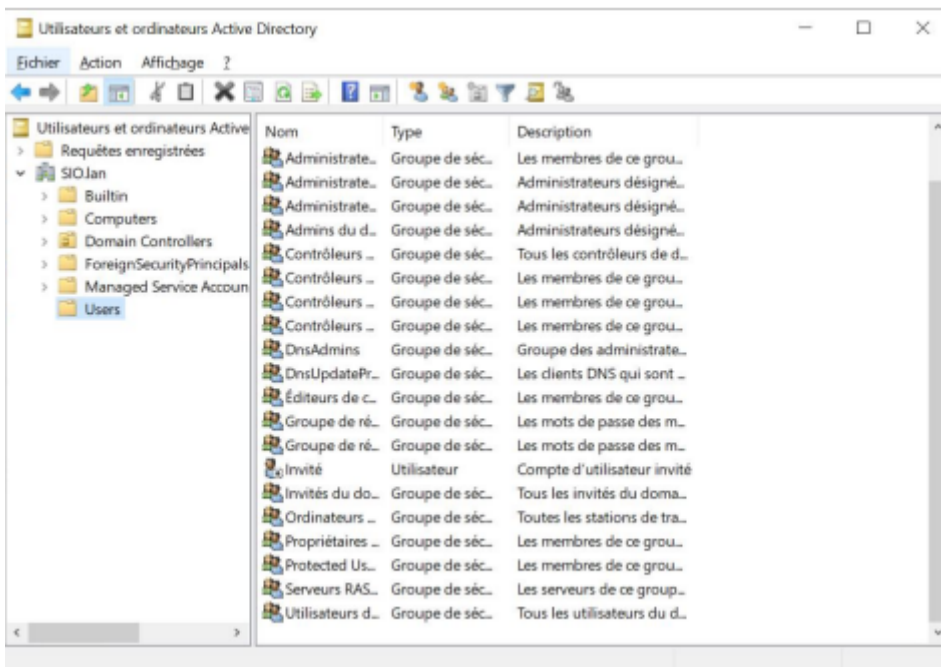 Utilisateurs et ordinateurs Active Directory
Fichier Action Affichage ?
Utilisateurs et ordinateurs Active
Requêtes enregistrées
SIO.lan
Builtin
Computers
Domain Controllers
ForeignSecurityPrincipals
Managed Service Accoun
Users
Nom Type Description
Administrate... Groupe de séc... Les membres de ce grou...
Administrate... Groupe de séc... Administrateurs désigné...
Administrate... Groupe de séc... Administrateurs désigné...
Admins du d... Groupe de séc... Administrateurs désigné...
Contrôleurs ... Groupe de séc... Tous les contrôleurs de d...
Contrôleurs ... Groupe de séc... Les membres de ce grou...
Contrôleurs ... Groupe de séc... Les membres de ce grou...
Contrôleurs ... Groupe de séc... Les membres de ce grou...
DnsAdmins Groupe de séc... Groupe des administrate...
DnsUpdatePr... Groupe de séc... Les clients DNS qui sont ...
Éditeurs de c... Groupe de séc... Les membres de ce grou...
Groupe de ré... Groupe de séc... Les mots de passe des m...
Groupe de ré... Groupe de séc... Les mots de passe des m...
Invité Utilisateur Compte d'utilisateur invité
Invités du do... Groupe de séc... Tous les invités du doma...
Ordinateurs ... Groupe de séc... Toutes les stations de tra...
Propriétaires ... Groupe de séc... Les membres de ce grou...
Protected Us... Groupe de séc... Les membres de ce grou...
Serveurs RAS... Groupe de séc... Les serveurs de ce group...
Utilisateurs d... Groupe de séc... Tous les utilisateurs du d...